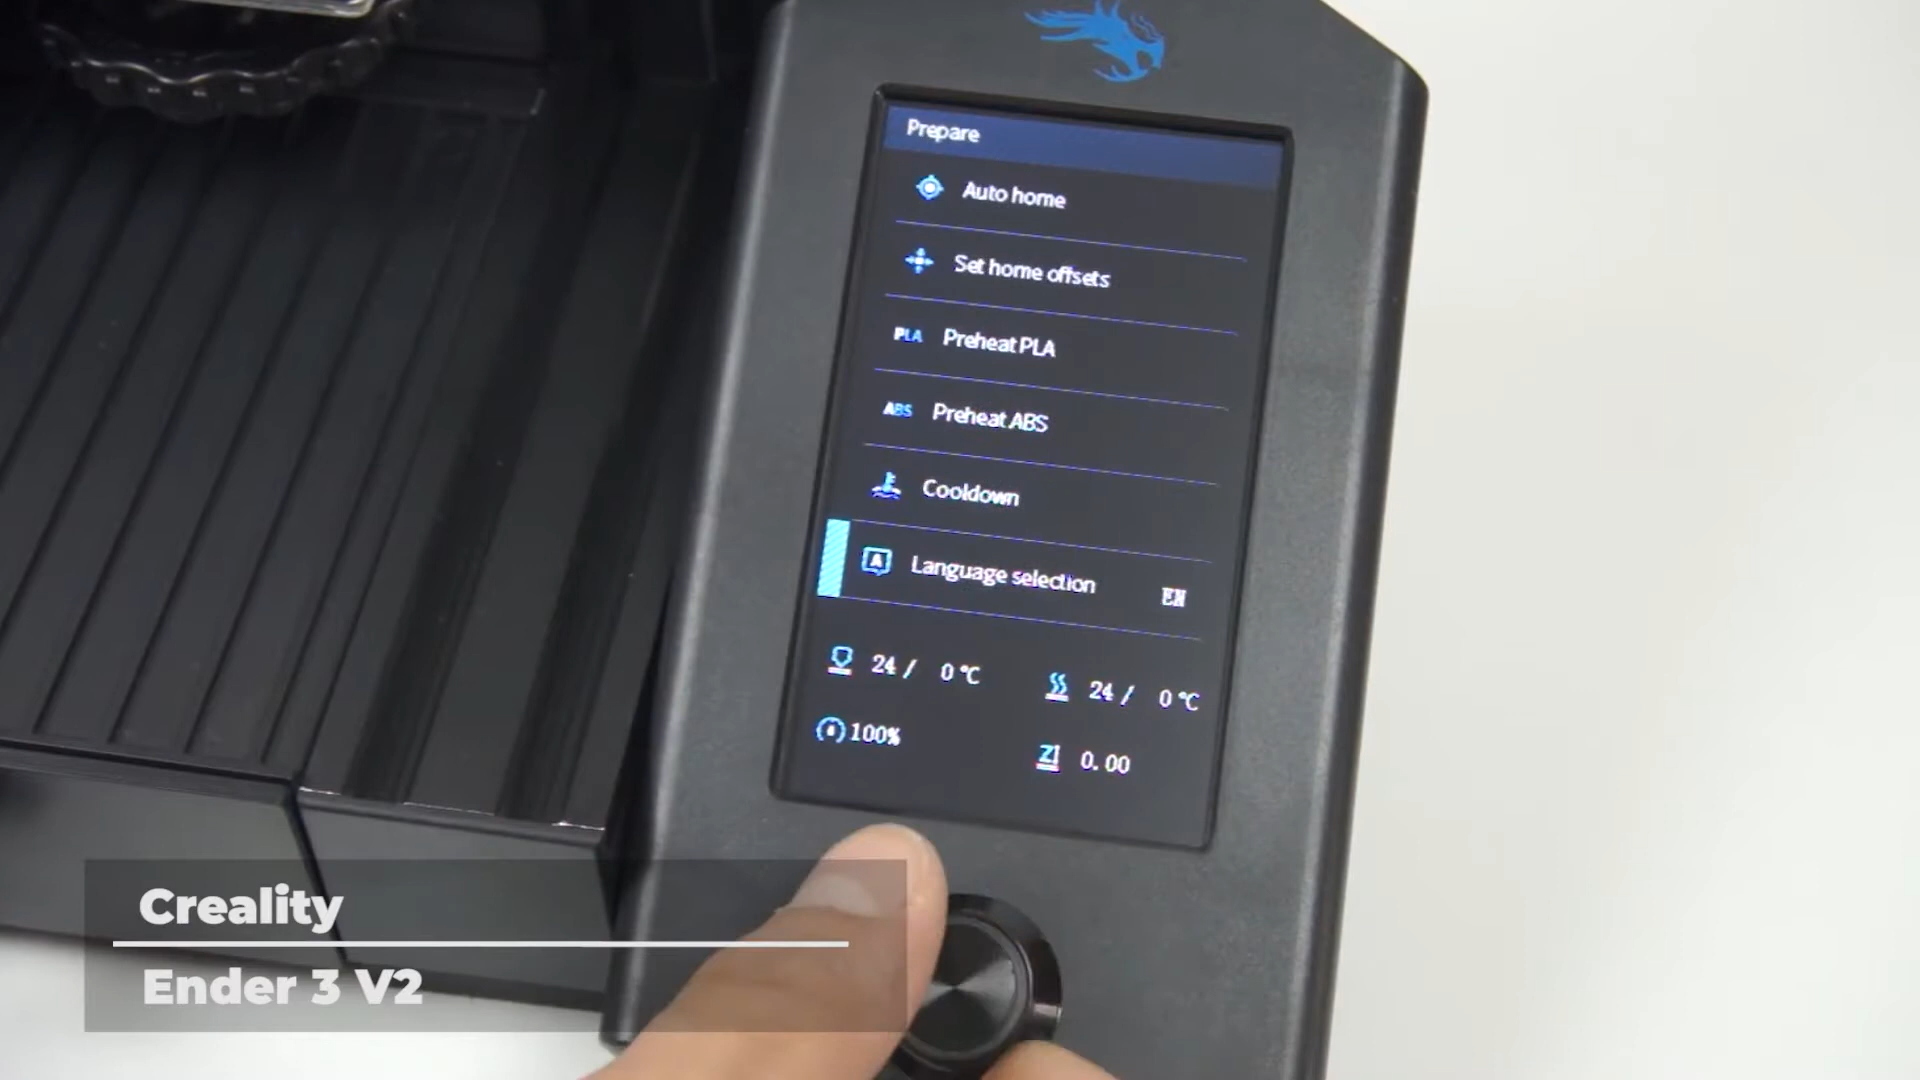 Prepare
Auto home
Set home offsets
PLA Preheat PLA
ABS Preheat ABS
Cooldown
A Language selection EN
24 / 0 ℃ 24 / 0 ℃
100% Z 0.00
Creality
Ender 3 V2